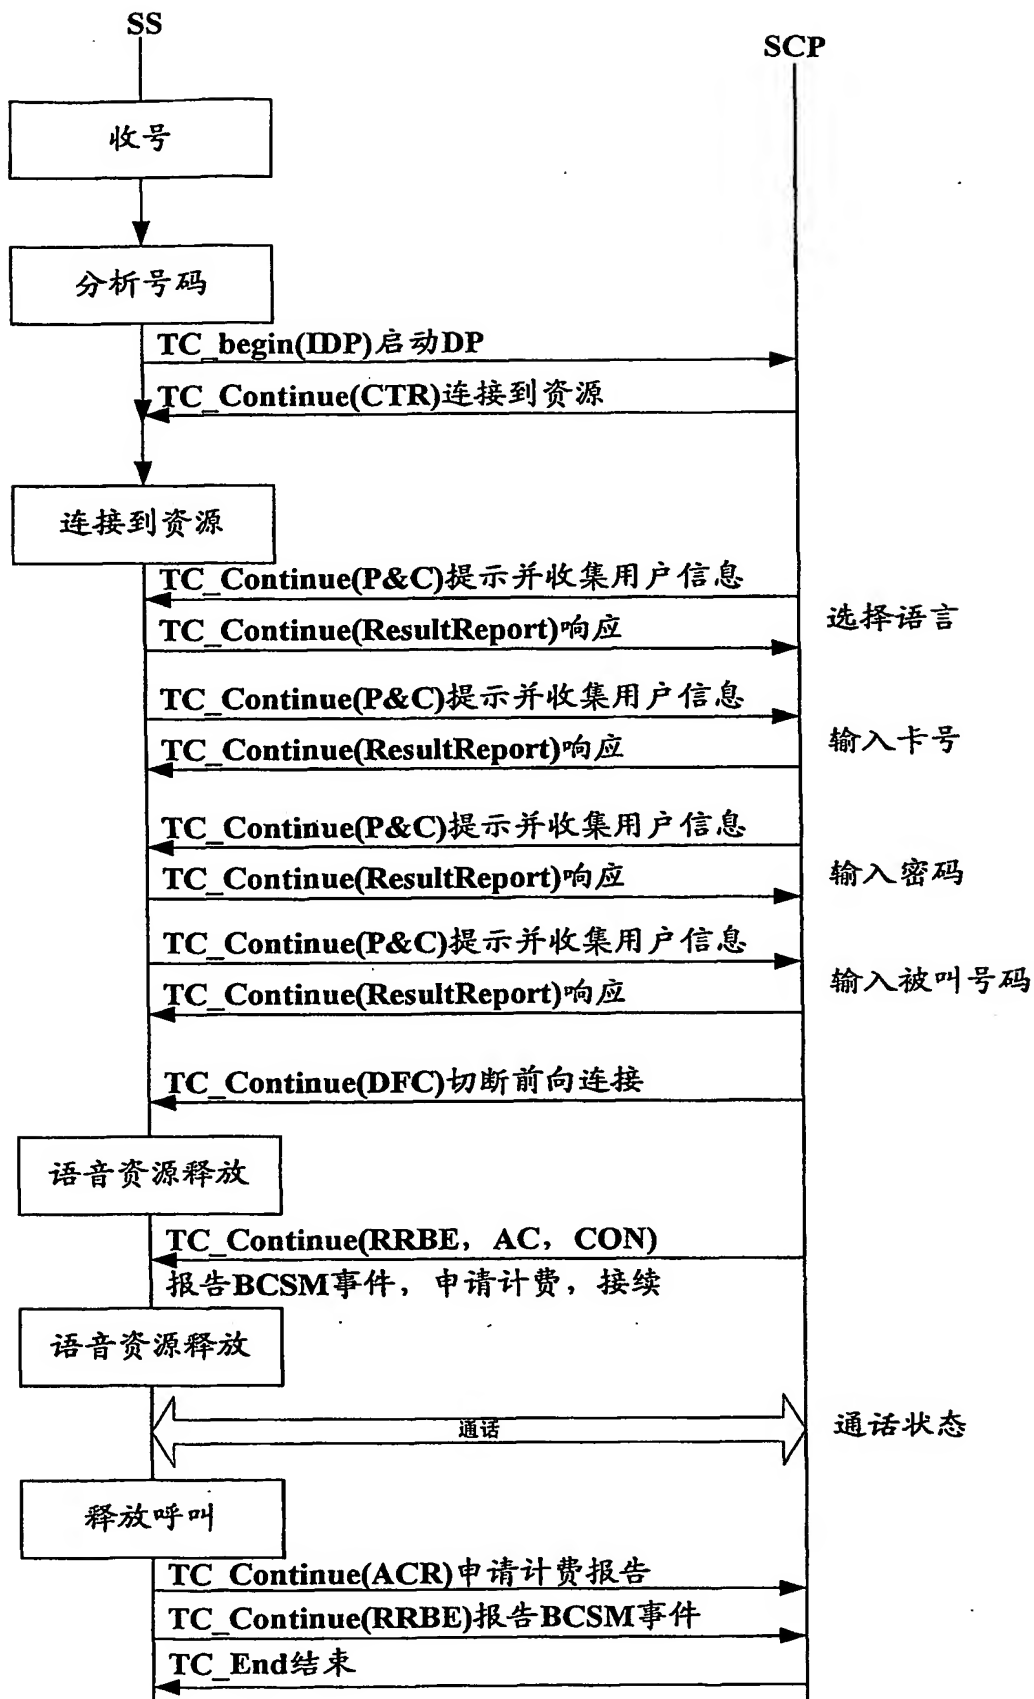 SS
SCP
收号
分析号码
TC_begin(IDP)启动DP
TC_Continue(CTR)连接到资源
连接到资源
TC_Continue(P&C)提示并收集用户信息
选择语言
TC_Continue(ResultReport)响应
TC_Continue(P&C)提示并收集用户信息
输入卡号
TC_Continue(ResultReport)响应
TC_Continue(P&C)提示并收集用户信息
输入密码
TC_Continue(ResultReport)响应
TC_Continue(P&C)提示并收集用户信息
输入被叫号码
TC_Continue(ResultReport)响应
TC_Continue(DFC)切断前向连接
语音资源释放
TC_Continue(RRBE，AC，CON)
报告BCSM事件，申请计费，接续
语音资源释放
通话
通话状态
释放呼叫
TC_Continue(ACR)申请计费报告
TC_Continue(RRBE)报告BCSM事件
TC_End结束